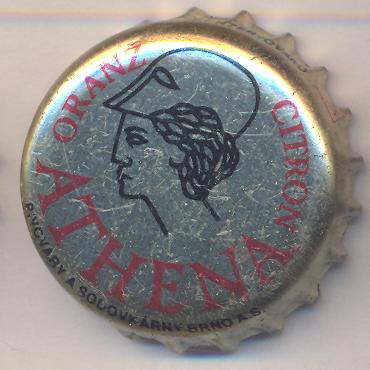 ORANŽ
CITRON
ATHENA
PIVOVARY A SODOVKÁRNY BRNO A.S.